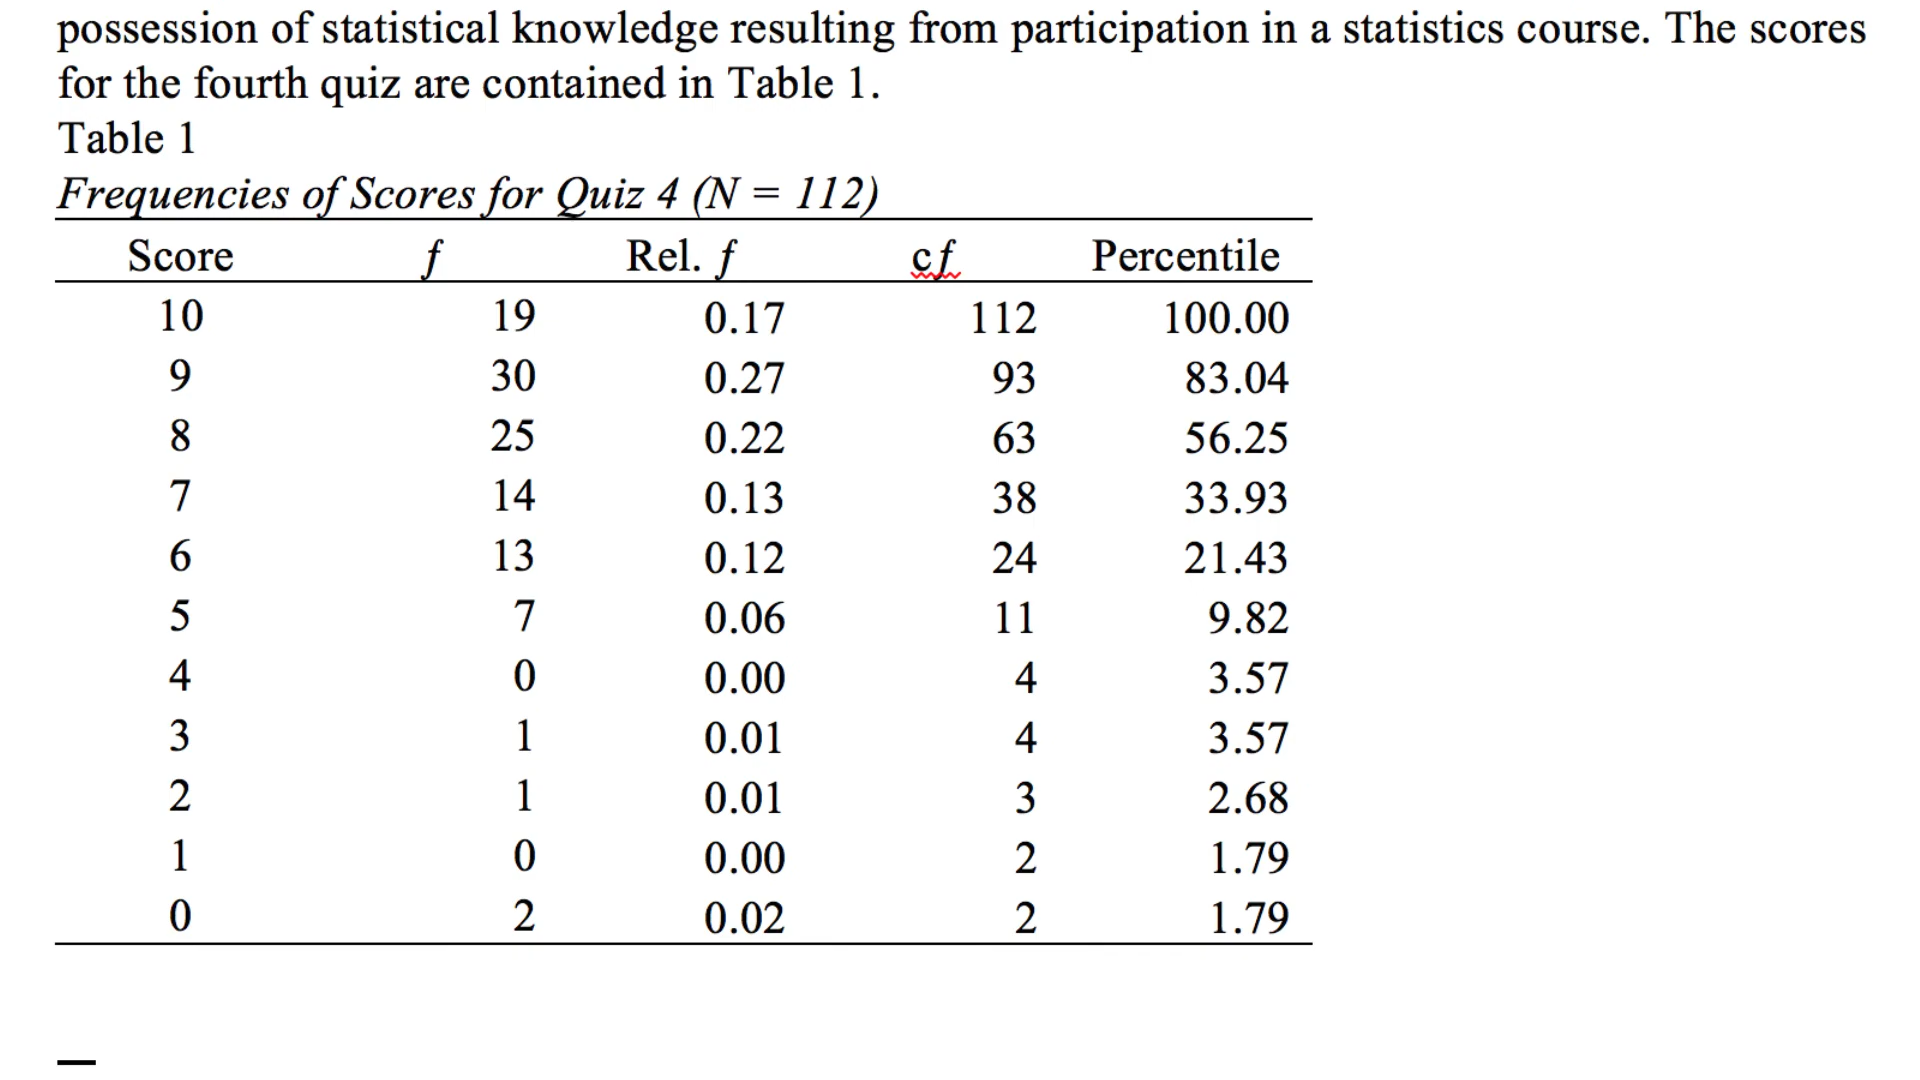 possession of statistical knowledge resulting from participation in a statistics course. The scores
for the fourth quiz are contained in Table 1.
Table 1
Frequencies of Scores for Quiz 4 (N = 112)
Score f Rel. f cf Percentile
10 19 0.17 112 100.00
9 30 0.27 93 83.04
8 25 0.22 63 56.25
7 14 0.13 38 33.93
6 13 0.12 24 21.43
5 7 0.06 11 9.82
4 0 0.00 4 3.57
3 1 0.01 4 3.57
2 1 0.01 3 2.68
1 0 0.00 2 1.79
0 2 0.02 2 1.79